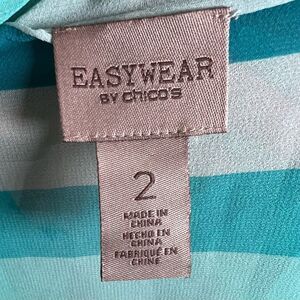 EASYWEAR
BY chico's
2
MADE IN
CHINA
HECHO EN
CHINA
FABRIQUÉ EN
CHINE